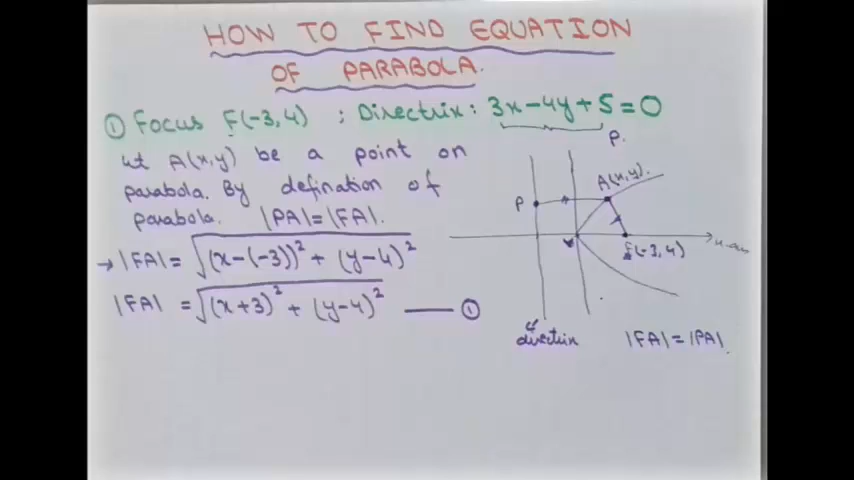 HOW TO FIND EQUATION
OF PARABOLA.
① Focus F(-3,4) ; Directrix: 3x-4y+5=0
P.
let A(x,y) be a point on
parabola. By defination of
parabola. |PA|=|FA|.
→|FA|= √(x-(-3))² + (y-4)²
|FA| = √(x+3)² + (y-4)² —— ①
A(x,y).
P
V
F(-3,4)
directrix
|FA|=|PA|.